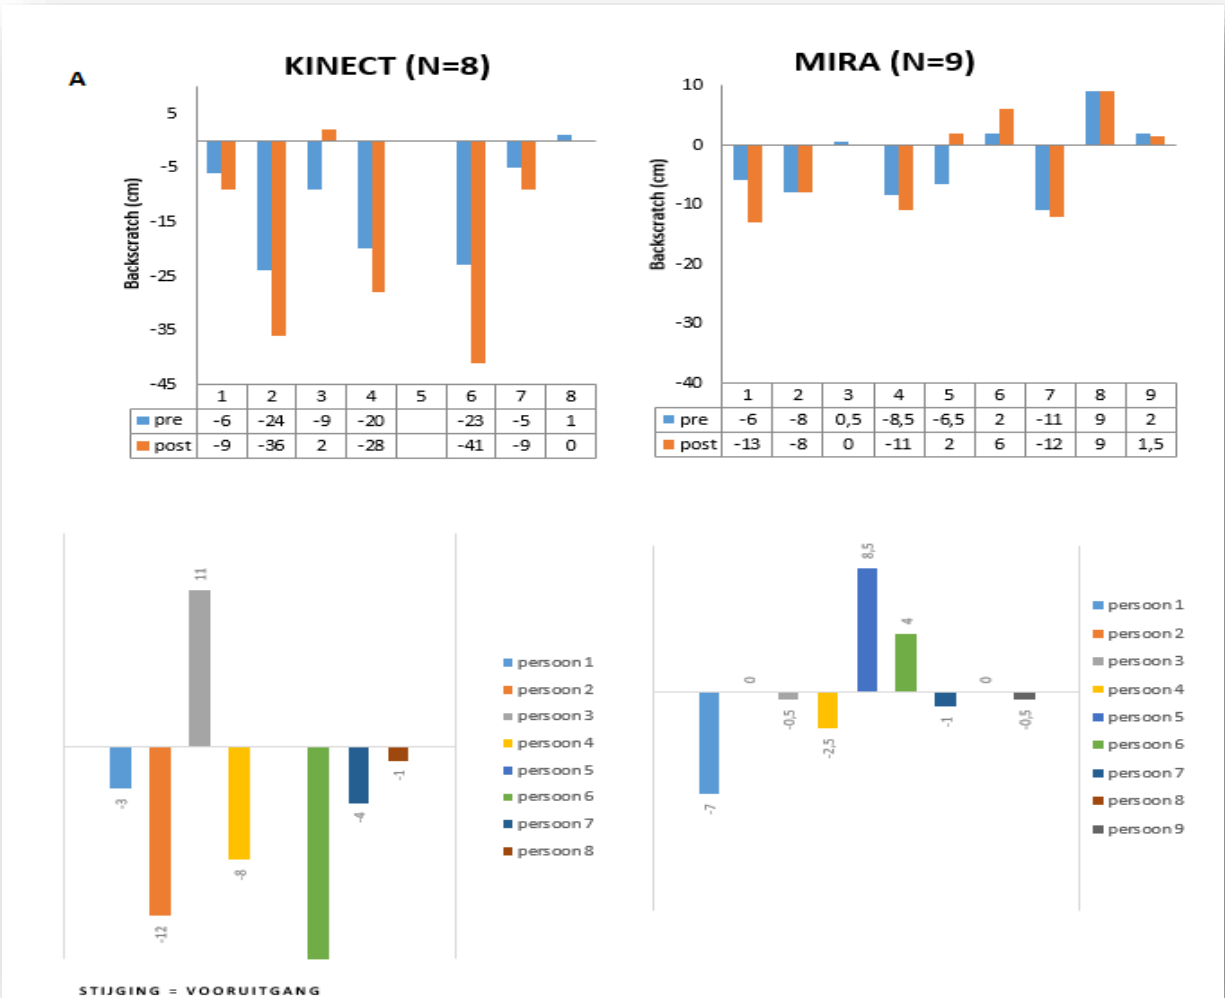 A
KINECT (N=8)
5
-5
-15
-25
-35
-45
Backscratch (cm)
1 2 3 4 5 6 7 8
pre -6 -24 -9 -20 -23 -5 1
post -9 -36 2 -28 -41 -9 0
MIRA (N=9)
10
0
-10
-20
-30
-40
Backscratch (cm)
1 2 3 4 5 6 7 8 9
pre -6 -8 0,5 -8,5 -6,5 2 -11 9 2
post -13 -8 0 -11 2 6 -12 9 1,5
-3
-12
11
-8
-4
-1
persoon 1
persoon 2
persoon 3
persoon 4
persoon 5
persoon 6
persoon 7
persoon 8
-7
0
-0,5
-2,5
8,5
4
-1
0
-0,5
persoon 1
persoon 2
persoon 3
persoon 4
persoon 5
persoon 6
persoon 7
persoon 8
persoon 9
STIJGING = VOORUITGANG